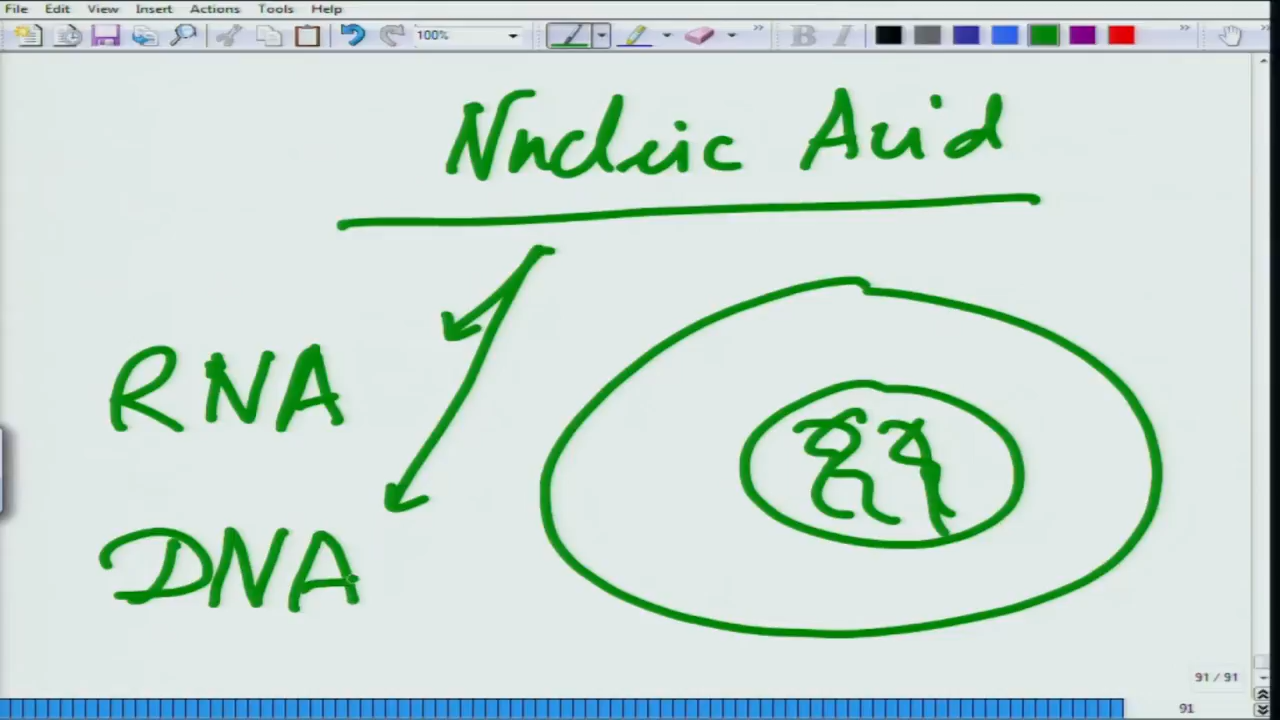 File Edit View Insert Actions Tools Help
100%
B I
Nucleic Acid
RNA
DNA
91 / 91
91